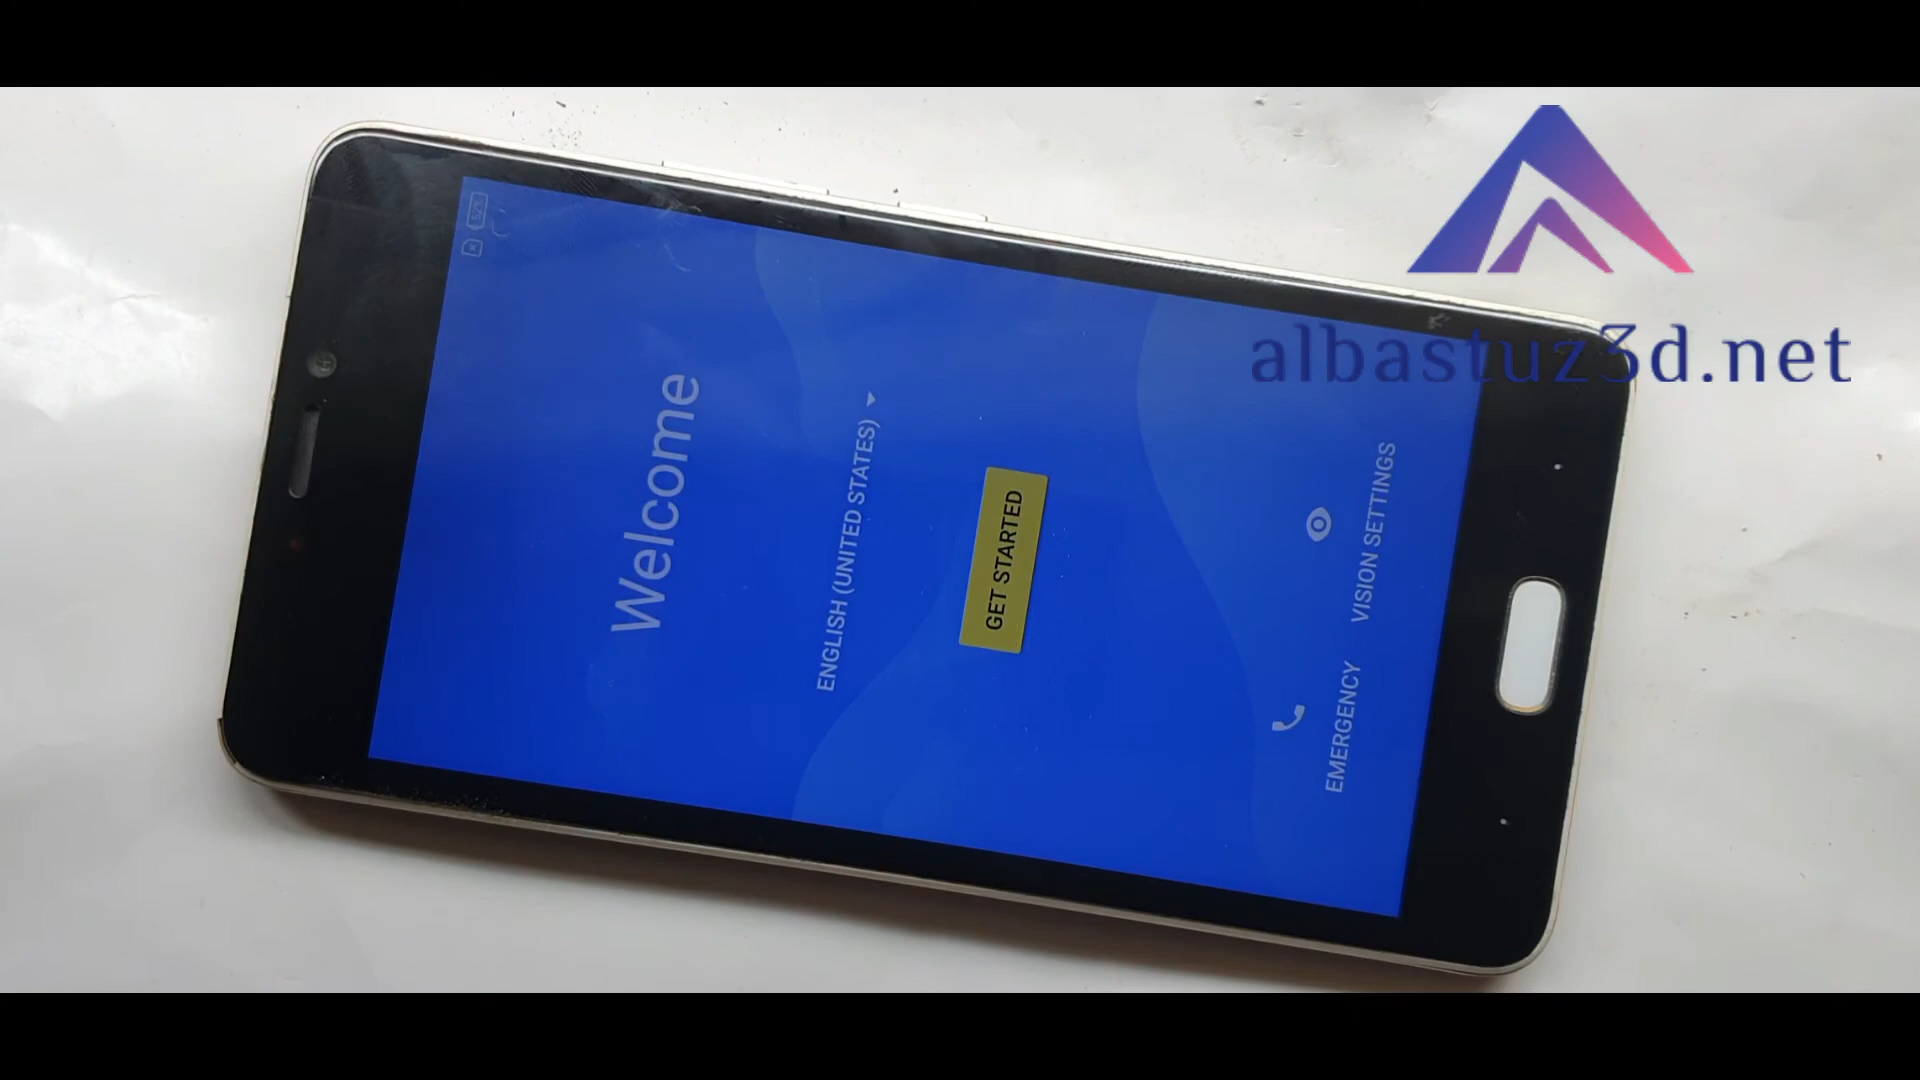 albastuz3d.net
Welcome
ENGLISH (UNITED STATES)
GET STARTED
EMERGENCY
VISION SETTINGS